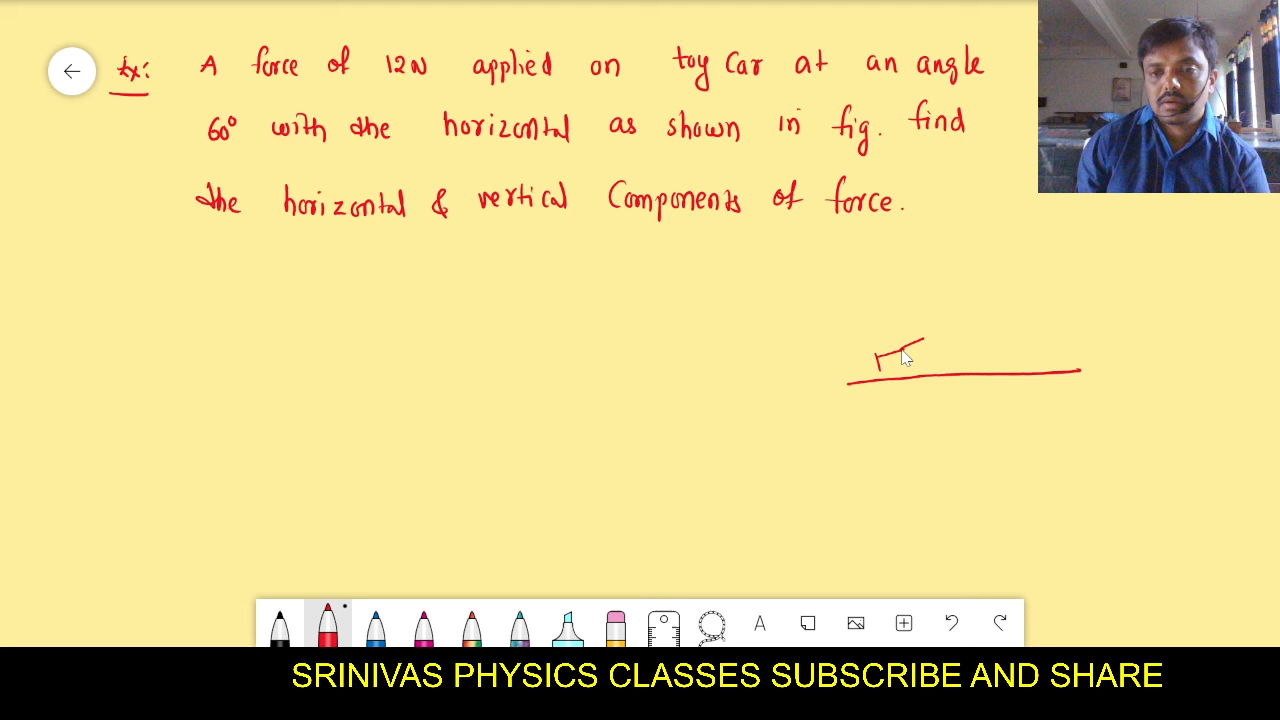 Ex: A force of 12N applied on toy Car at an angle
60° with the horizontal as shown in fig. find
the horizontal & vertical Components of force.
A
SRINIVAS PHYSICS CLASSES SUBSCRIBE AND SHARE